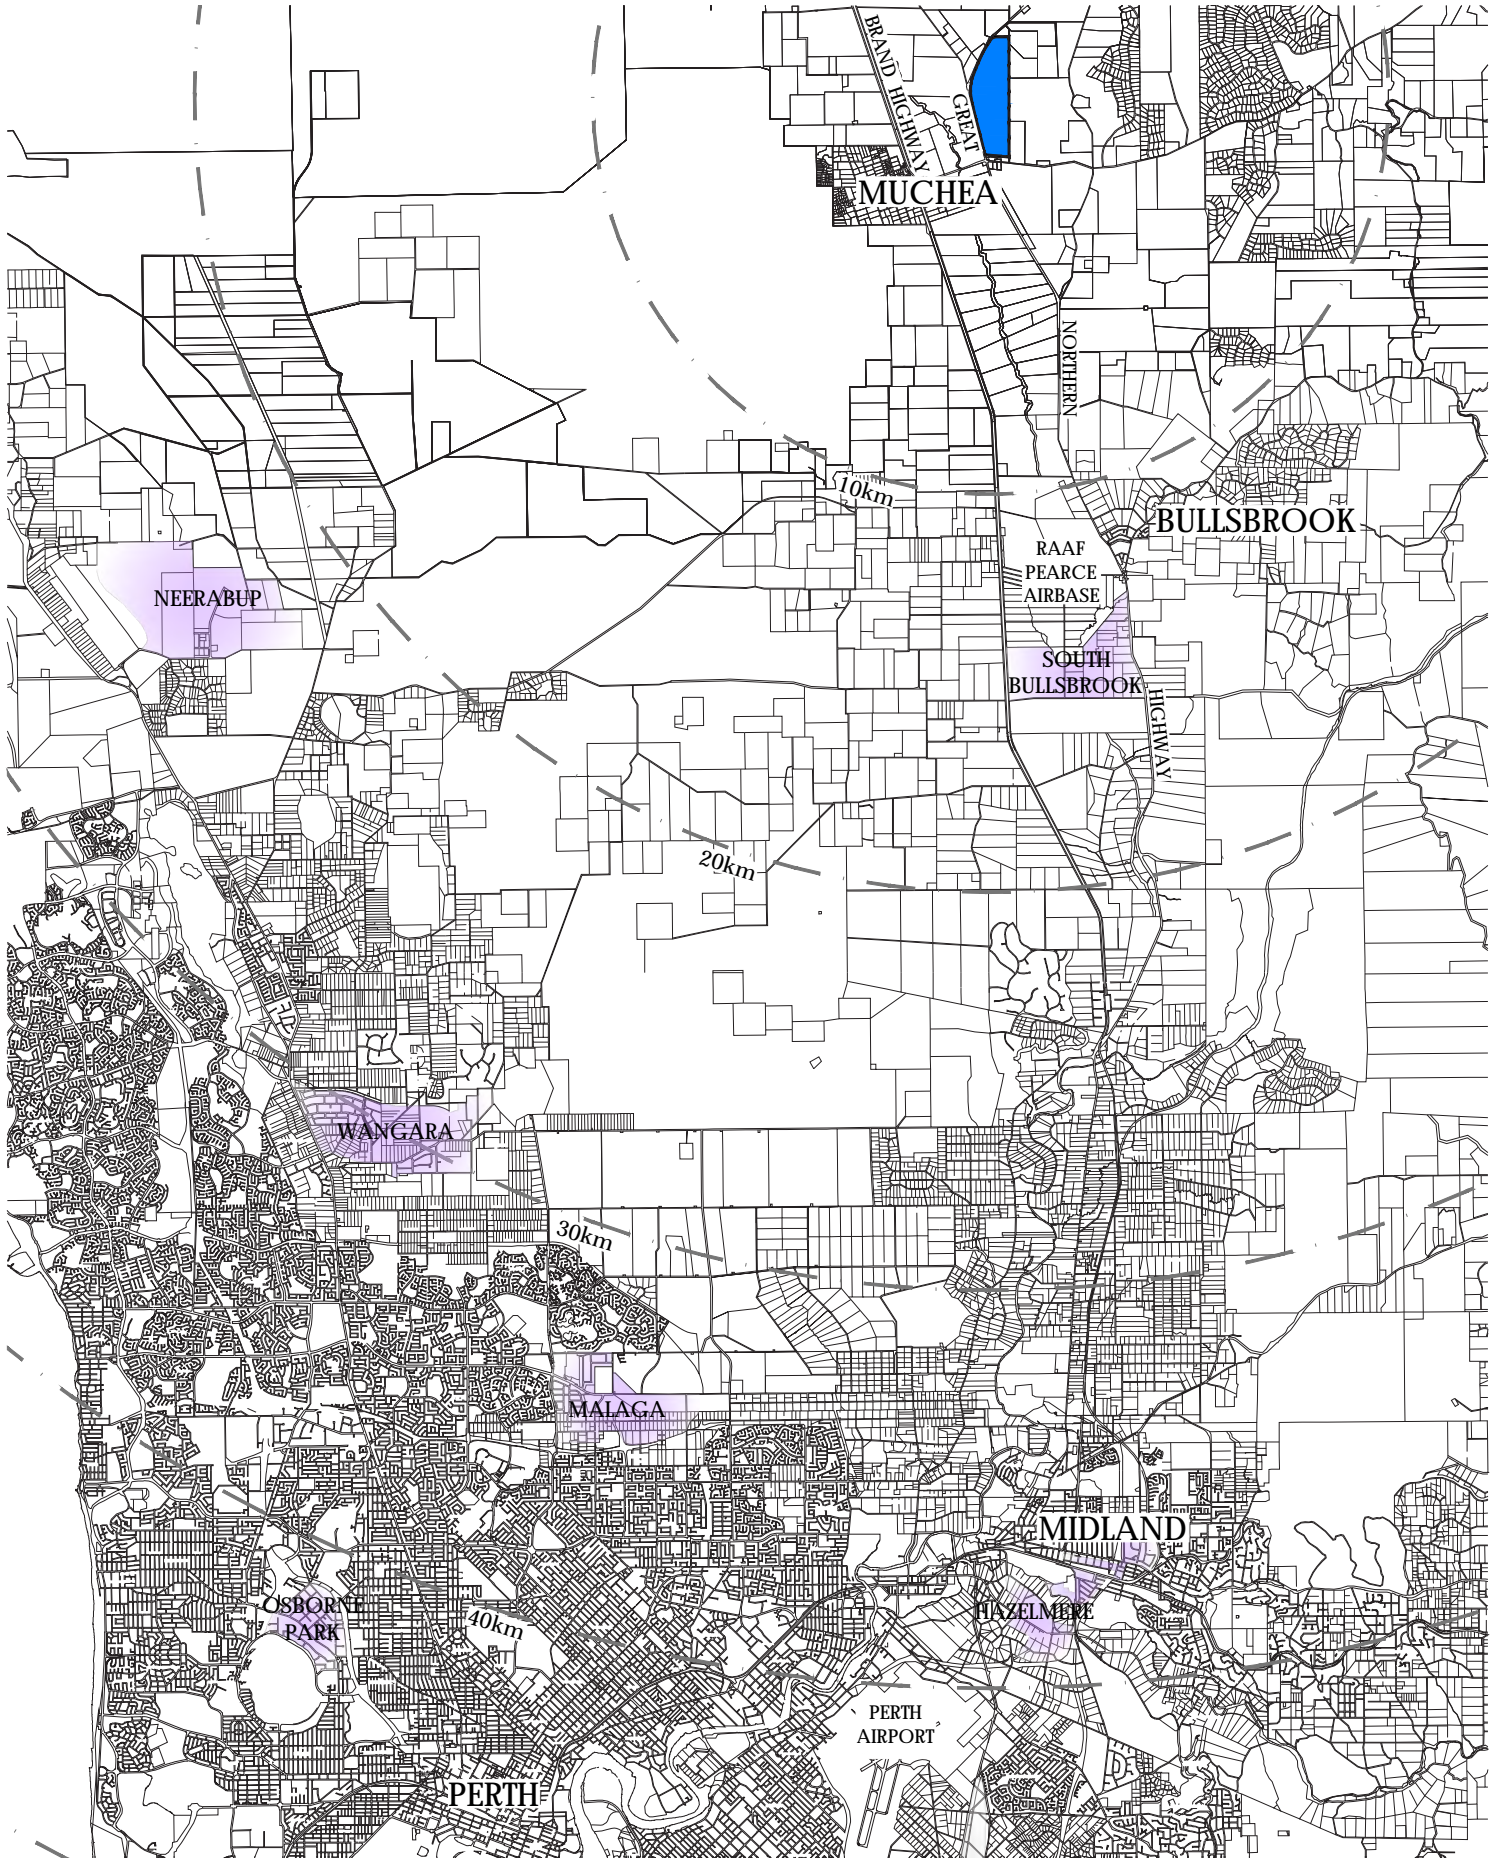 BRAND HIGHWAY
GREAT
MUCHEA
NORTHERN
10km
BULLSBROOK
RAAF
PEARCE
AIRBASE
NEERABUP
SOUTH
BULLSBROOK
HIGHWAY
20km
WANGARA
30km
MALAGA
MIDLAND
OSBORNE
PARK
40km
HAZELMERE
PERTH
AIRPORT
PERTH